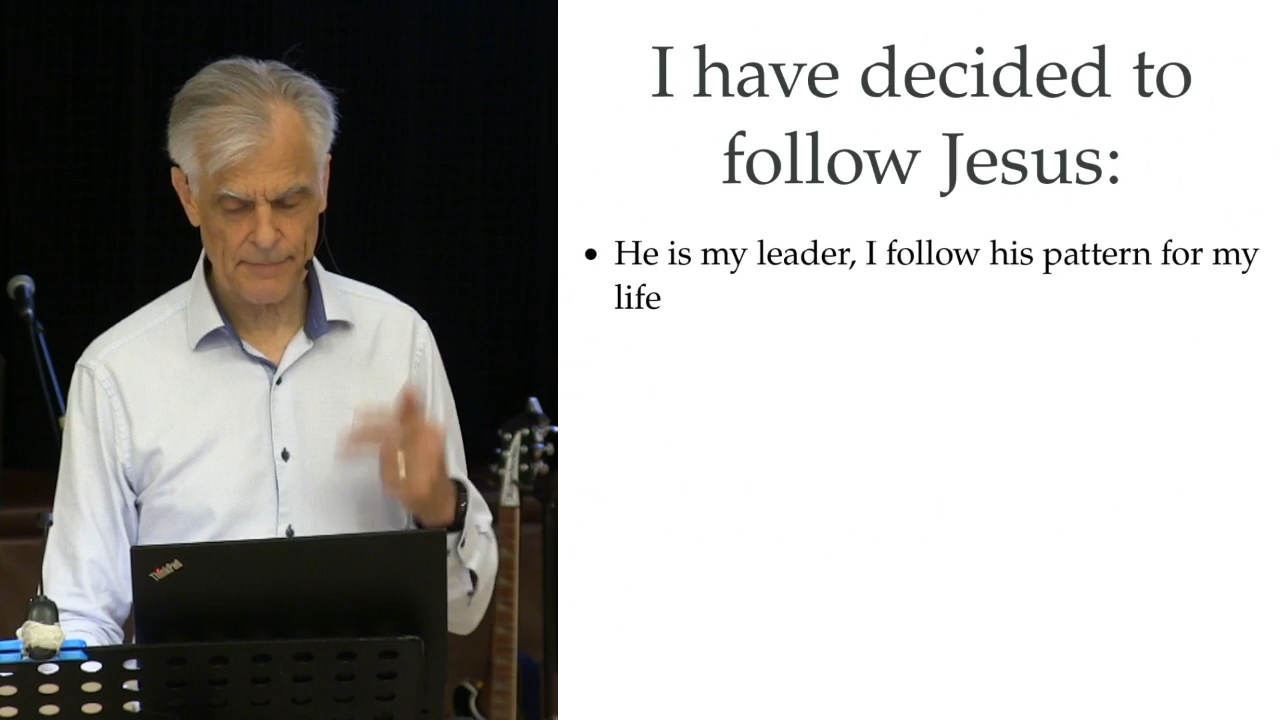 I have decided to
follow Jesus:
• He is my leader, I follow his pattern for my
life
ThinkPad